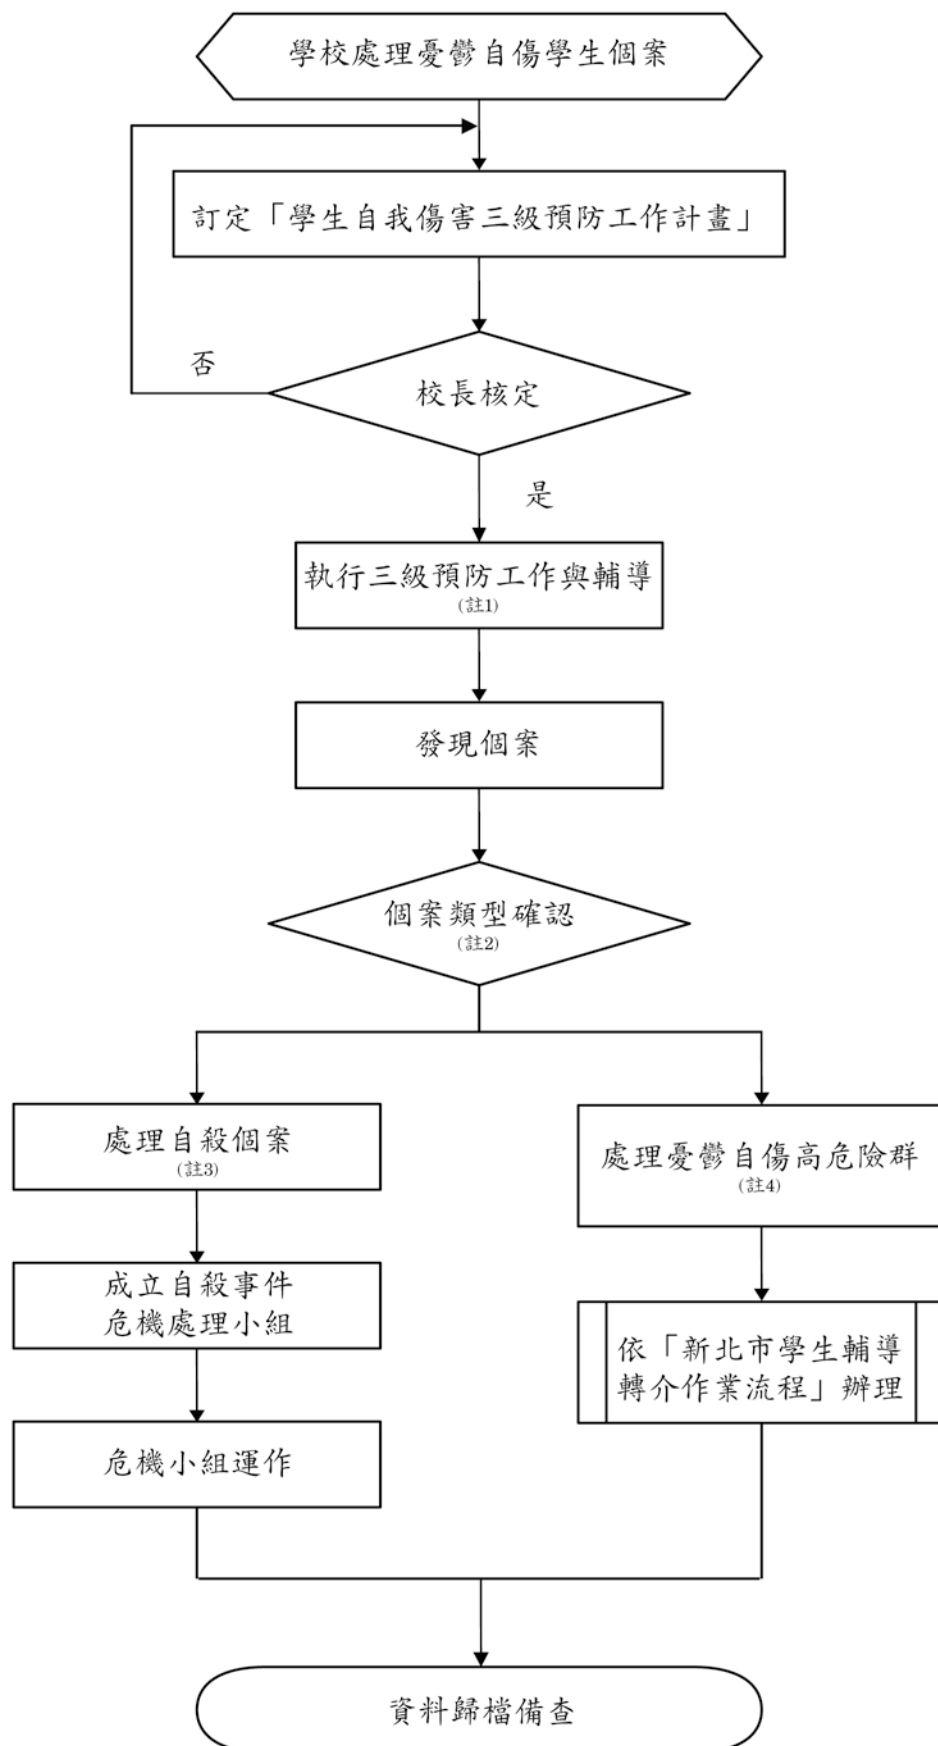 學校處理憂鬱自傷學生個案
訂定「學生自我傷害三級預防工作計畫」
否
校長核定
是
執行三級預防工作與輔導
(註1)
發現個案
個案類型確認
(註2)
處理自殺個案
(註3)
處理憂鬱自傷高危險群
(註4)
成立自殺事件
危機處理小組
依「新北市學生輔導
轉介作業流程」辦理
危機小組運作
資料歸檔備查